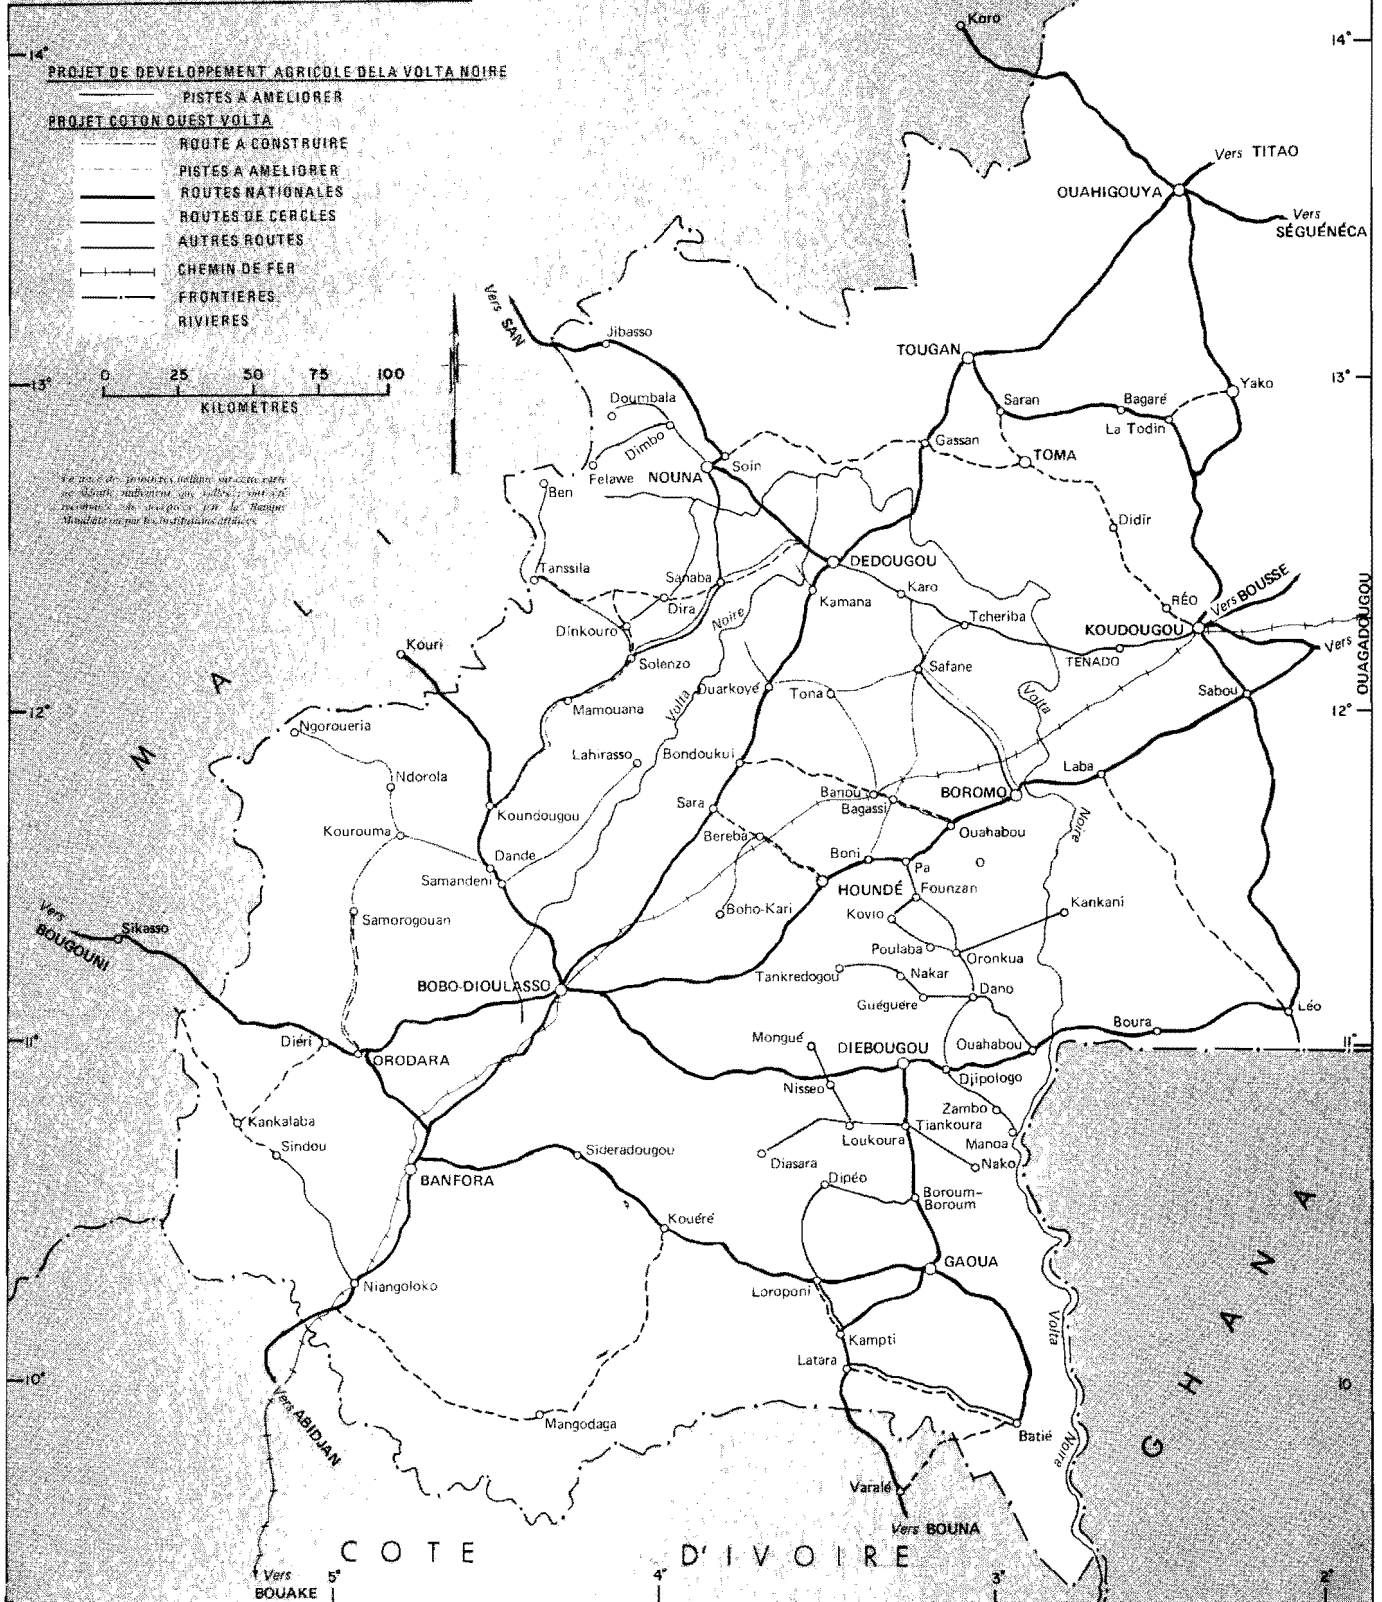 Karo
14°
14°
PROJET DE DEVELOPPEMENT AGRICOLE DE LA VOLTA NOIRE
PISTES A AMELIORER
PROJET COTON OUEST VOLTA
ROUTE A CONSTRUIRE
PISTES A AMELIORER
ROUTES NATIONALES
ROUTES DE CERCLES
AUTRES ROUTES
CHEMIN DE FER
FRONTIERES
RIVIERES
Vers TITAO
OUAHIGOUYA
Vers
SÉGUÉNÉCA
Vers SAN
Jibasso
TOUGAN
13°
13°
0 25 50 75 100
KILOMETRES
Yako
Doumbala
Saran
Bagaré
La Todin
Dimbo
Gassan
TOMA
Felawe
NOUNA
Soin
Ben
Didir
DEDOUGOU
Tanssila
Sanaba
Kamana
Karo
Dira
Noire
RÉO
Vers BOUSSE
Tcheriba
KOUDOUGOU
Dinkouro
Vers
OUAGADOUGOU
Kouri
Solenzo
TENADO
Safane
Volta
Ouarkoyé
Tona
Volta
Sabou
Mamouana
12°
12°
Ngoroueria
M A L I
Ndorola
Lahirasso
Bondoukui
Laba
Banou
BOROMO
Koundougou
Sara
Bagassi
Noire
Kourouma
Bereba
Ouahabou
Dande
Boni
Pa
Samandeni
HOUNDÉ
Founzan
Samorogouan
Boho-Kari
Kovio
Kankani
Vers
BOUGOUNI
Sikasso
Poulaba
Oronkua
Tankredogou
Nakar
BOBO-DIOULASSO
Guéguere
Dano
Léo
Boura
11°
11°
Diéri
ORODARA
Mongué
DIEBOUGOU
Ouahabou
Nisseo
Djipologo
Zambo
Kankalaba
Loukoura
Tiankoura
Manoa
Sindou
Sideradougou
Diasara
Nako
BANFORA
Dipéo
Boroum-
Boroum
Kouéré
GAOUA
G H A N A
Niangoloko
Loroponi
Volta
Kampti
Latara
10°
10
Vers ABIDJAN
Mangodaga
Batié
Noire
Varalé
Vers BOUNA
COTE D'IVOIRE
Vers
BOUAKE
5°
4°
3°
2°